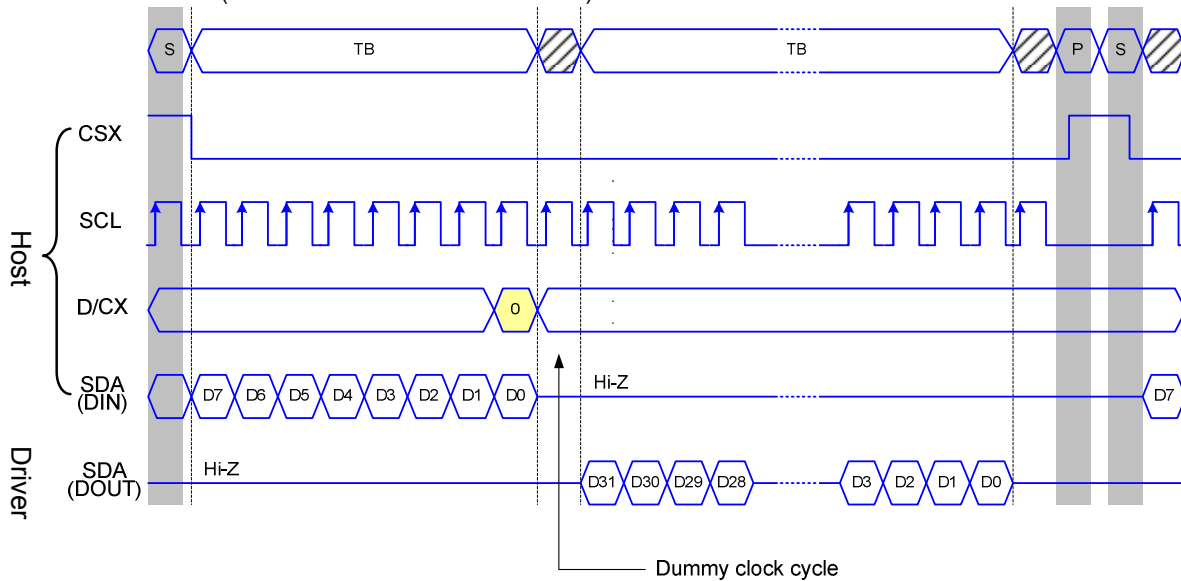 S TB TB P S
CSX
SCL
D/CX 0
SDA (DIN) D7 D6 D5 D4 D3 D2 D1 D0 Hi-Z D7
SDA (DOUT) Hi-Z D31 D30 D29 D28 D3 D2 D1 D0
Host
Driver
Dummy clock cycle